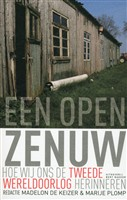 EEN OPEN
ZENUW
HOE WIJ ONS DE TWEEDE
WERELDOORLOG HERINNEREN
REDACTIE MADELON DE KEIZER & MARIJE PLOMP